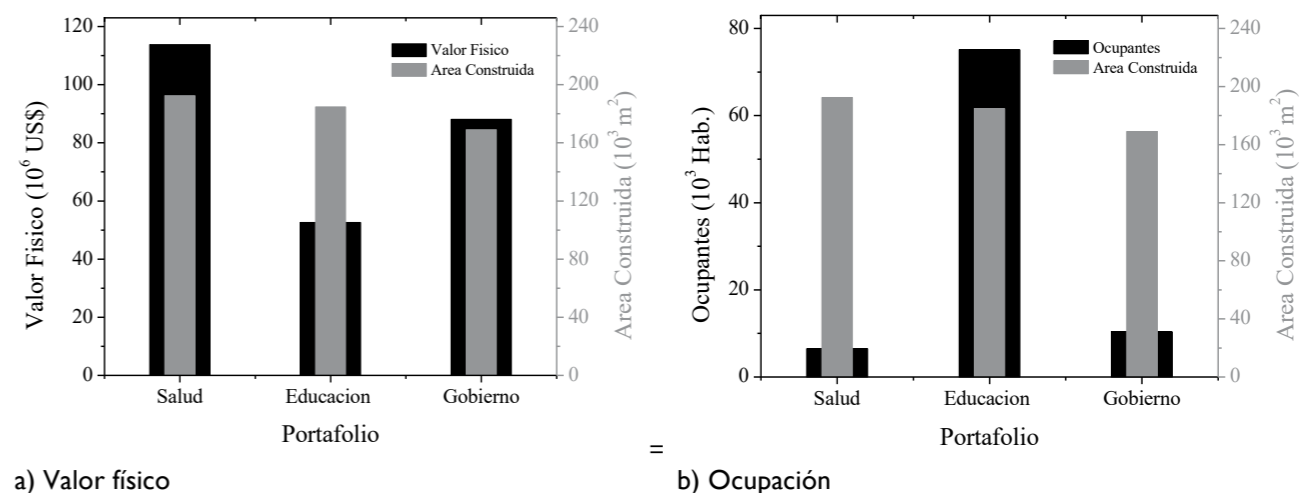 120
100
80
60
40
20
0
Valor Fisico (10⁶ US$)
Valor Fisico
Area Construida
240
200
160
120
80
40
0
Area Construida (10³ m²)
Salud
Educacion
Gobierno
Portafolio
a) Valor físico
=
80
60
40
20
0
Ocupantes (10³ Hab.)
Ocupantes
Area Construida
240
200
160
120
80
40
0
Area Construida (10³ m²)
Salud
Educacion
Gobierno
Portafolio
b) Ocupación